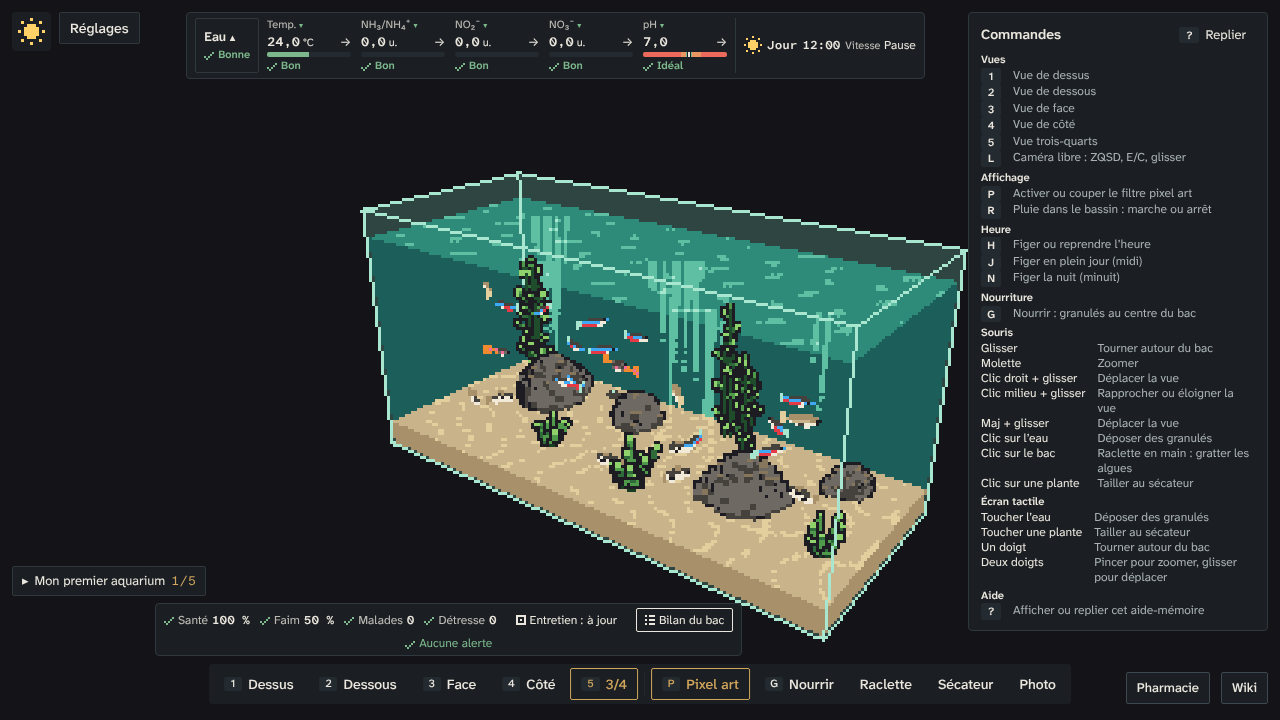 Réglages
Eau ▴
Bonne
Temp. ▾
24,0 °C →
Bon
NH₃/NH₄⁺ ▾
0,0 u. →
Bon
NO₂⁻ ▾
0,0 u. →
Bon
NO₃⁻ ▾
0,0 u. →
Bon
pH ▾
7,0 →
Idéal
Jour 12:00 Vitesse Pause
Commandes ? Replier
Vues
1 Vue de dessus
2 Vue de dessous
3 Vue de face
4 Vue de côté
5 Vue trois-quarts
L Caméra libre : ZQSD, E/C, glisser
Affichage
P Activer ou couper le filtre pixel art
R Pluie dans le bassin : marche ou arrêt
Heure
H Figer ou reprendre l'heure
J Figer en plein jour (midi)
N Figer la nuit (minuit)
Nourriture
G Nourrir : granulés au centre du bac
Souris
Glisser Tourner autour du bac
Molette Zoomer
Clic droit + glisser Déplacer la vue
Clic milieu + glisser Rapprocher ou éloigner la
vue
Maj + glisser Déplacer la vue
Clic sur l'eau Déposer des granulés
Clic sur le bac Raclette en main : gratter les
algues
Clic sur une plante Tailler au sécateur
Écran tactile
Toucher l'eau Déposer des granulés
Toucher une plante Tailler au sécateur
Un doigt Tourner autour du bac
Deux doigts Pincer pour zoomer, glisser
pour déplacer
Aide
? Afficher ou replier cet aide-mémoire
▸ Mon premier aquarium 1/5
Santé 100 % Faim 50 % Malades 0 Détresse 0 Entretien : à jour Bilan du bac
Aucune alerte
1 Dessus 2 Dessous 3 Face 4 Côté 5 3/4 P Pixel art G Nourrir Raclette Sécateur Photo
Pharmacie Wiki